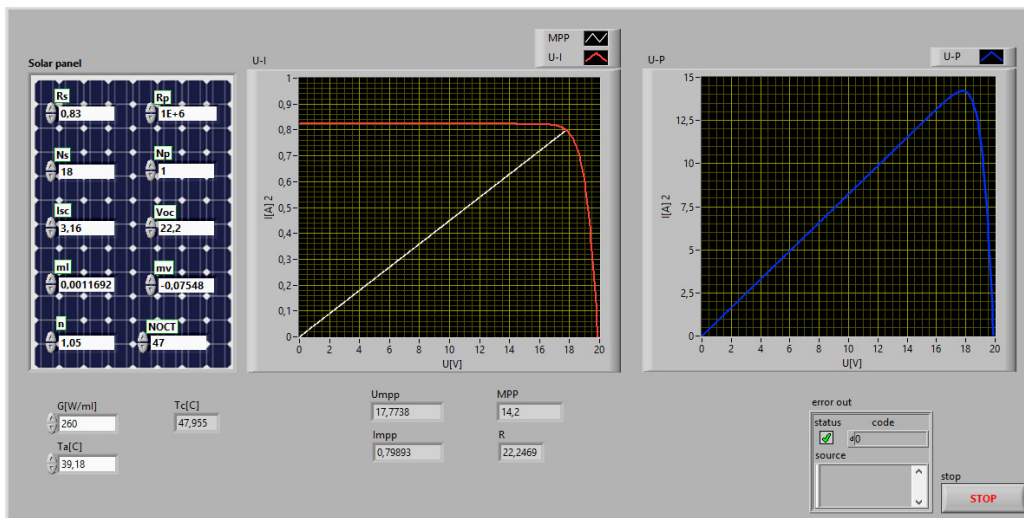 Solar panel
Rs
0,83
Rp
1E+6
Ns
18
Np
1
Isc
3,16
Voc
22,2
ml
0,0011692
mv
-0,07548
n
1,05
NOCT
47
U-I
MPP
U-I
I[A] 2
1
0,9
0,8
0,7
0,6
0,5
0,4
0,3
0,2
0,1
0
0 2 4 6 8 10 12 14 16 18 20
U[V]
U-P
U-P
I[A] 2
15
12,5
10
7,5
5
2,5
0
0 2 4 6 8 10 12 14 16 18 20
U[V]
G[W/ml]
260
Tc[C]
47,955
Ta[C]
39,18
Umpp
17,7738
MPP
14,2
Impp
0,79893
R
22,2469
error out
status code
d0
source
stop
STOP